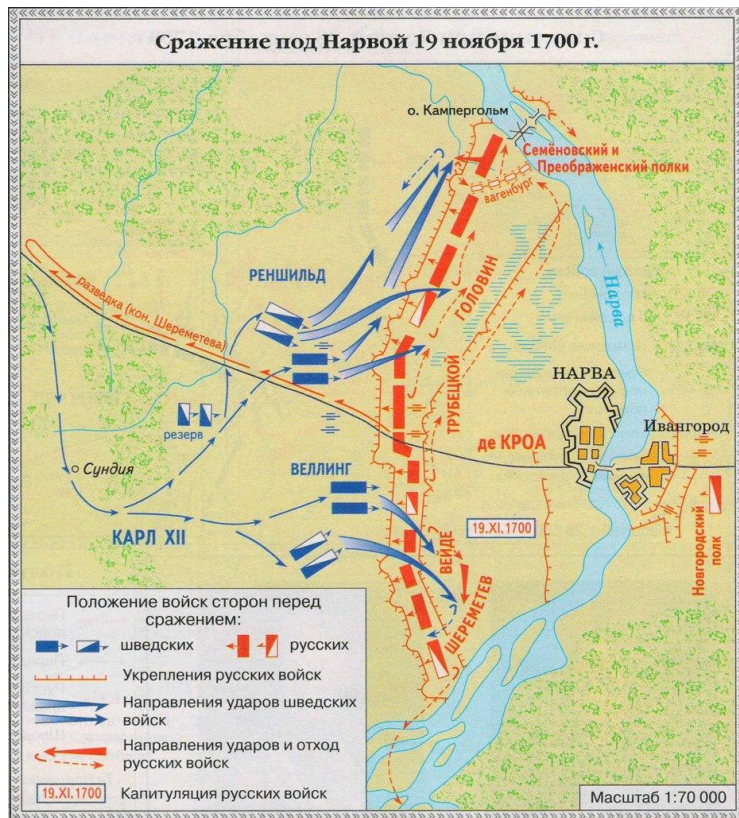 Сражение под Нарвой 19 ноября 1700 г.
о. Кампергольм
Семёновский и
Преображенский полки
вагенбург
РЕНШИЛЬД
разведка (кон. Шереметева)
ГОЛОВИН
Нарва
ТРУБЕЦКОЙ
НАРВА
Ивангород
резерв
де КРОА
Сундия
ВЕЛЛИНГ
КАРЛ XII
19.XI.1700
ВЕЙДЕ
ШЕРЕМЕТЕВ
Новгородский
полк
Положение войск сторон перед
сражением:
шведских
русских
Укрепления русских войск
Направления ударов шведских
войск
Направления ударов и отход
русских войск
19.XI.1700
Капитуляция русских войск
Масштаб 1:70 000